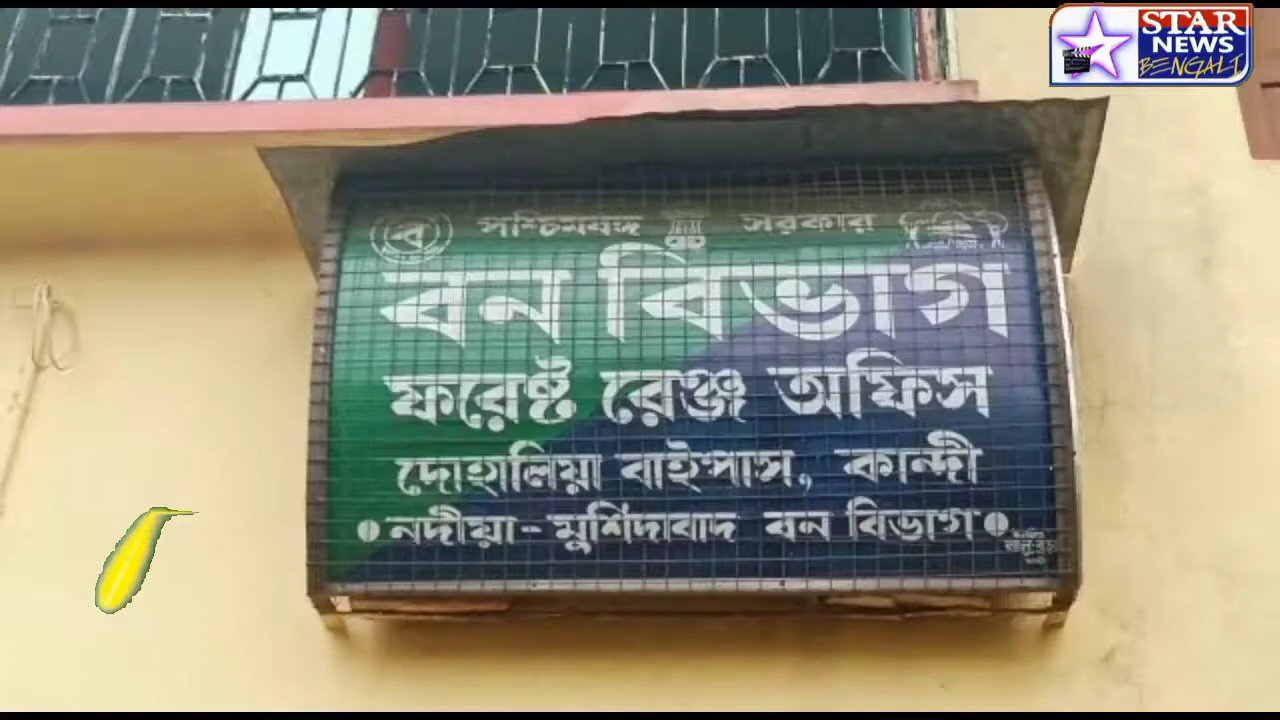 STAR
NEWS
BENGALI
ব পশ্চিমবঙ্গ সরকার
বন বিভাগ
ফরেষ্ট রেঞ্জ অফিস
দোহালিয়া বাইপাস, কান্দী
নদীয়া - মুর্শিদাবাদ বন বিভাগ